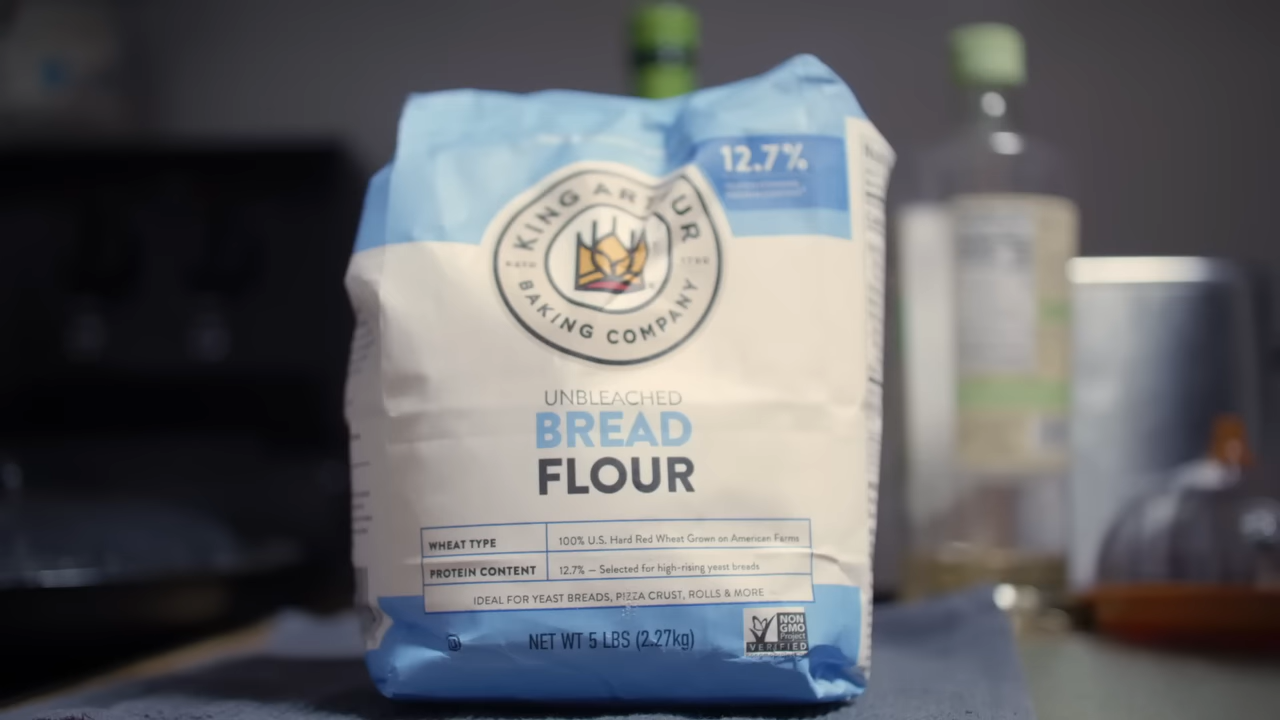 12.7%
KING ARTHUR
BAKING COMPANY
UNBLEACHED
BREAD
FLOUR
WHEAT TYPE
100% U.S. Hard Red Wheat Grown on American Farms
PROTEIN CONTENT
12.7% — Selected for high-rising yeast breads
IDEAL FOR YEAST BREADS, PIZZA CRUST, ROLLS & MORE
NET WT 5 LBS (2.27kg)
NON
GMO
Project
VERIFIED